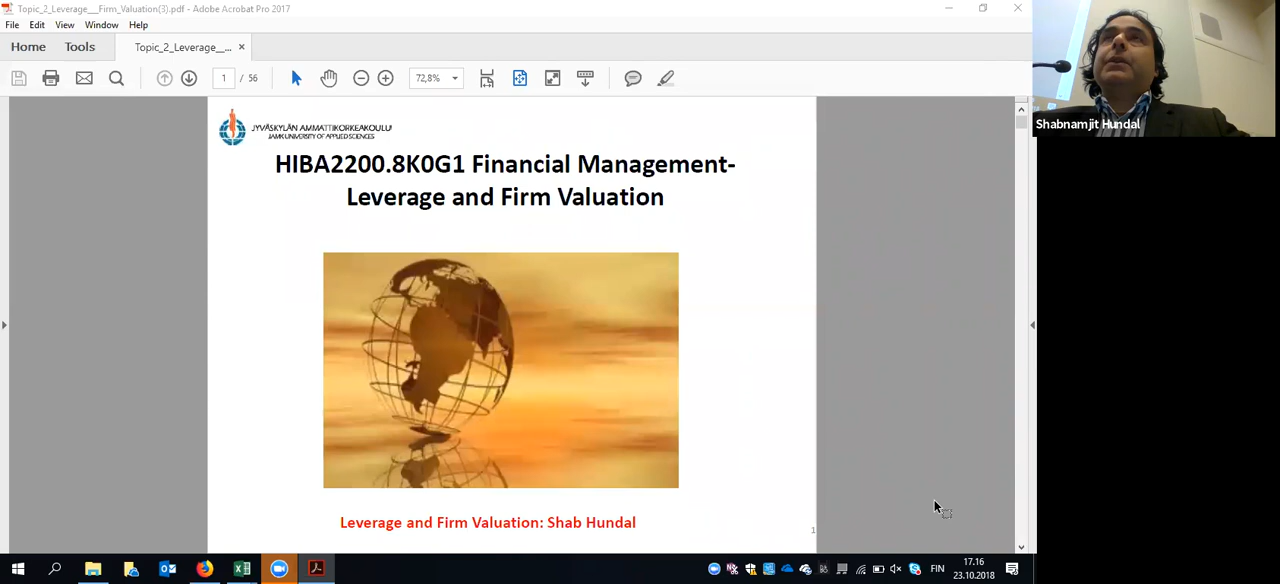 Topic_2_Leverage__Firm_Valuation(3).pdf - Adobe Acrobat Pro 2017
File Edit View Window Help
Home Tools Topic_2_Leverage__...
1 / 56 72,8%
JYVÄSKYLÄN AMMATTIKORKEAKOULU
JAMK UNIVERSITY OF APPLIED SCIENCES
HIBA2200.8K0G1 Financial Management-
Leverage and Firm Valuation
Leverage and Firm Valuation: Shab Hundal
1
Shabnamjit Hundal
FIN
17.16
23.10.2018